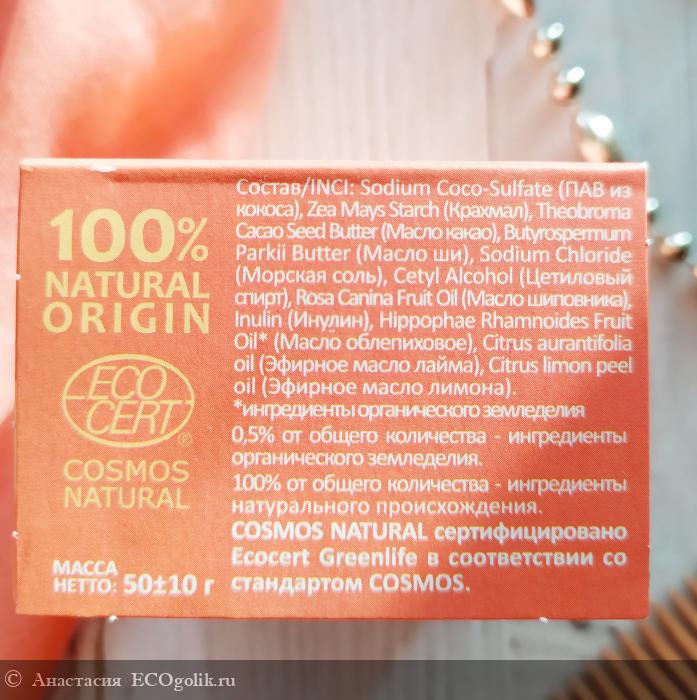 100%
NATURAL
ORIGIN
ECO
CERT®
COSMOS
NATURAL
МАССА
НЕТТО: 50±10 г
Состав/INCI: Sodium Coco-Sulfate (ПАВ из
кокоса), Zea Mays Starch (Крахмал), Theobroma
Cacao Seed Butter (Масло какао), Butyrospermum
Parkii Butter (Масло ши), Sodium Chloride
(Морская соль), Cetyl Alcohol (Цетиловый
спирт), Rosa Canina Fruit Oil (Масло шиповника),
Inulin (Инулин), Hippophae Rhamnoides Fruit
Oil* (Масло облепиховое), Citrus aurantifolia
oil (Эфирное масло лайма), Citrus limon peel
oil (Эфирное масло лимона).
*ингредиенты органического земледелия
0,5% от общего количества - ингредиенты
органического земледелия.
100% от общего количества - ингредиенты
натурального происхождения.
COSMOS NATURAL сертифицировано
Ecocert Greenlife в соответствии со
стандартом COSMOS.
© Анастасия ECOgolik.ru